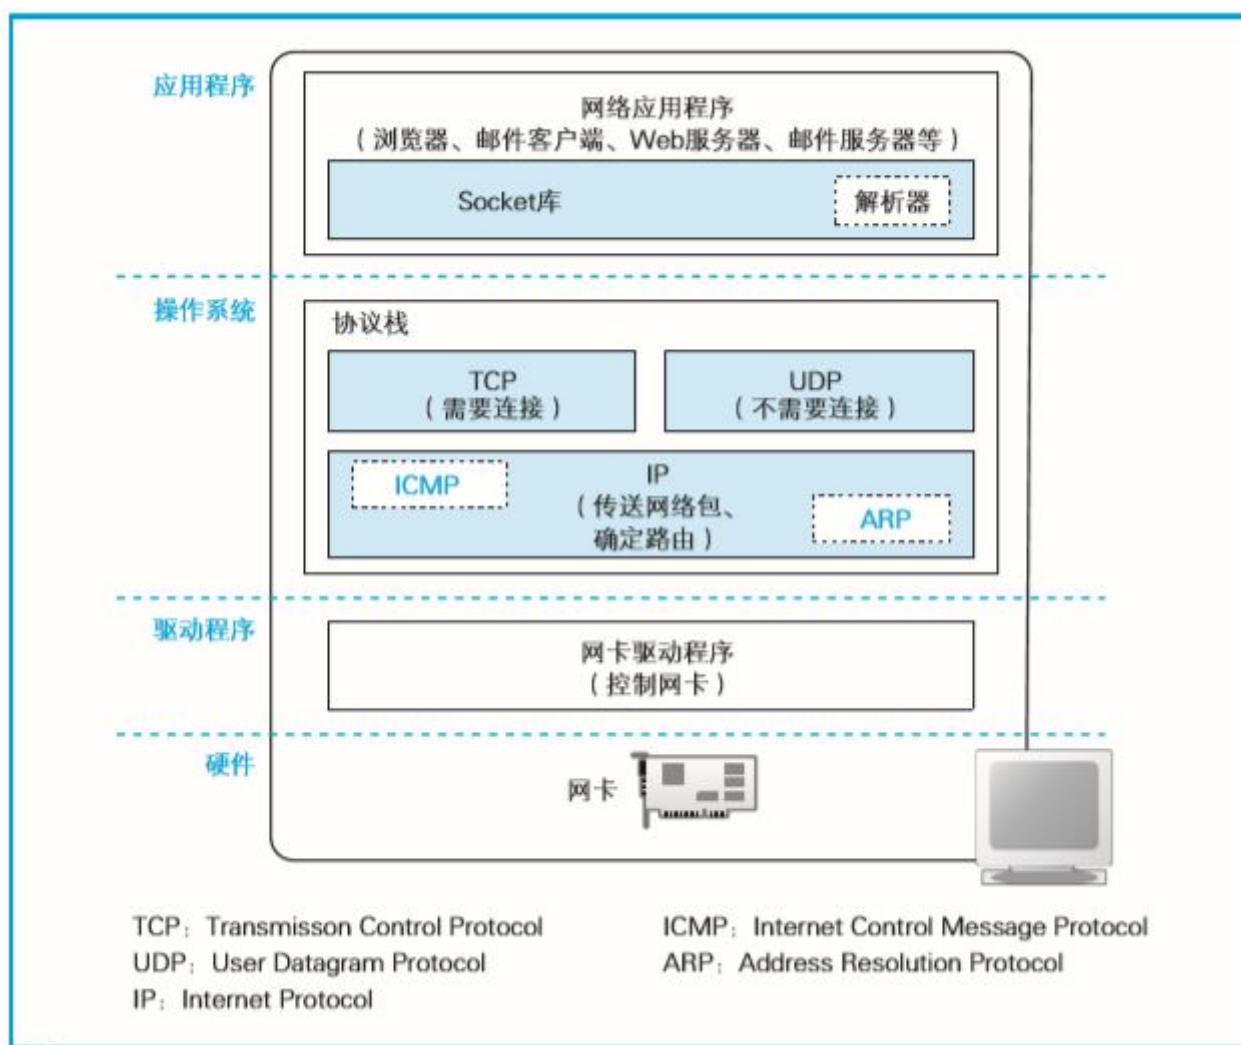 应用程序
网络应用程序
（浏览器、邮件客户端、Web服务器、邮件服务器等）
Socket库
解析器
操作系统
协议栈
TCP
（需要连接）
UDP
（不需要连接）
ICMP
IP
（传送网络包、
确定路由）
ARP
驱动程序
网卡驱动程序
（控制网卡）
硬件
网卡
TCP：Transmisson Control Protocol
UDP：User Datagram Protocol
IP：Internet Protocol
ICMP：Internet Control Message Protocol
ARP：Address Resolution Protocol